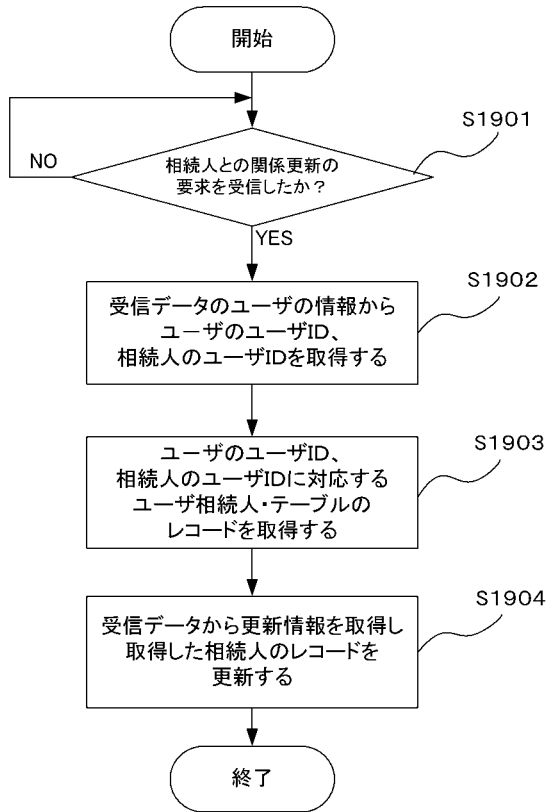 開始
S1901
相続人との関係更新の
要求を受信したか？
NO
YES
S1902
受信データのユーザの情報から
ユーザのユーザID、
相続人のユーザIDを取得する
S1903
ユーザのユーザID、
相続人のユーザIDに対応する
ユーザ相続人・テーブルの
レコードを取得する
S1904
受信データから更新情報を取得し
取得した相続人のレコードを
更新する
終了